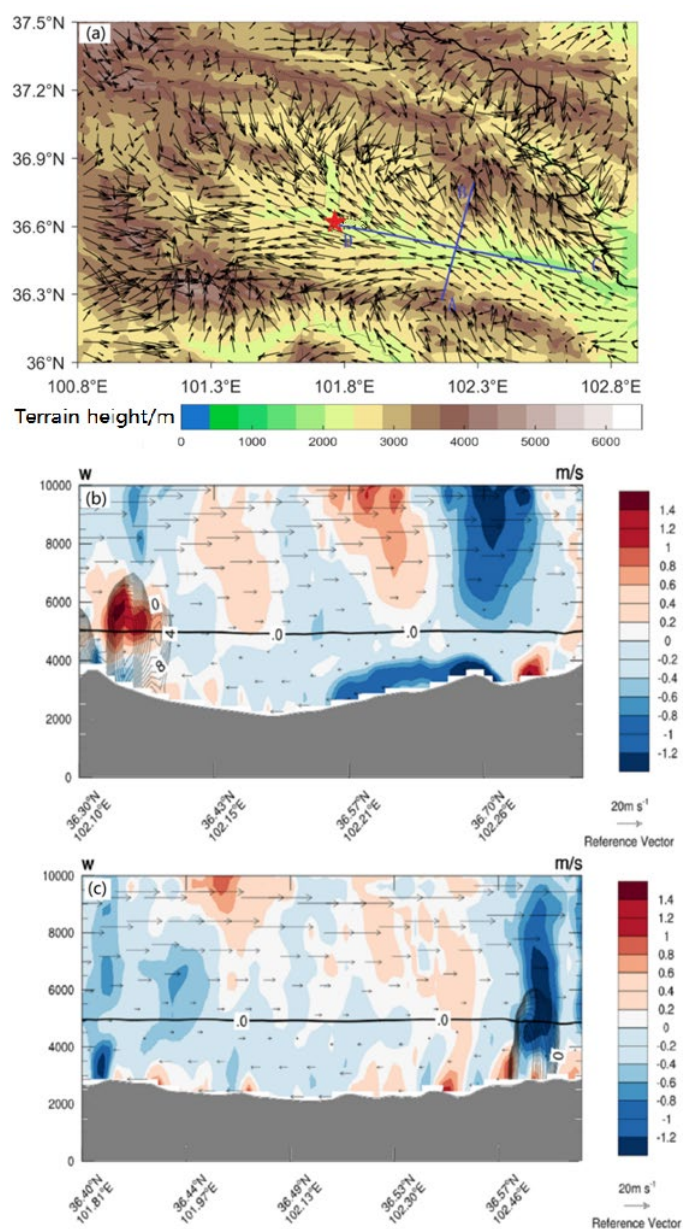 (a)
37.5°N
37.2°N
36.9°N
36.6°N
36.3°N
36°N
B
D
C
A
100.8°E 101.3°E 101.8°E 102.3°E 102.8°E
Terrain height/m
0 1000 2000 3000 4000 5000 6000
w m/s
(b)
10000
8000
6000
4000
2000
0
0
4
8
.0 .0
36.30°N 36.43°N 36.57°N 36.70°N
102.10°E 102.15°E 102.21°E 102.26°E
1.4
1.2
1
0.8
0.6
0.4
0.2
0
-0.2
-0.4
-0.6
-0.8
-1
-1.2
20m s⁻¹
Reference Vector
w m/s
(c)
10000
8000
6000
4000
2000
0
.0 .0
0
36.40°N 36.44°N 36.49°N 36.53°N 36.57°N
101.81°E 101.97°E 102.13°E 102.30°E 102.46°E
1.4
1.2
1
0.8
0.6
0.4
0.2
0
-0.2
-0.4
-0.6
-0.8
-1
-1.2
20m s⁻¹
Reference Vector